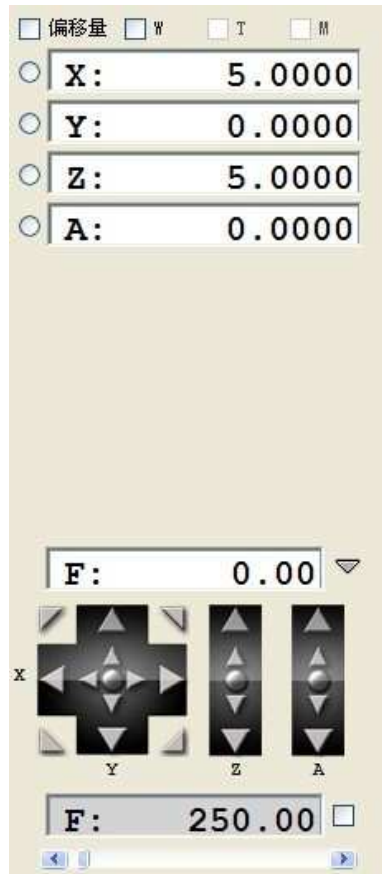 偏移量 W T M
X: 5.0000
Y: 0.0000
Z: 5.0000
A: 0.0000
F: 0.00
X
Y Z A
F: 250.00